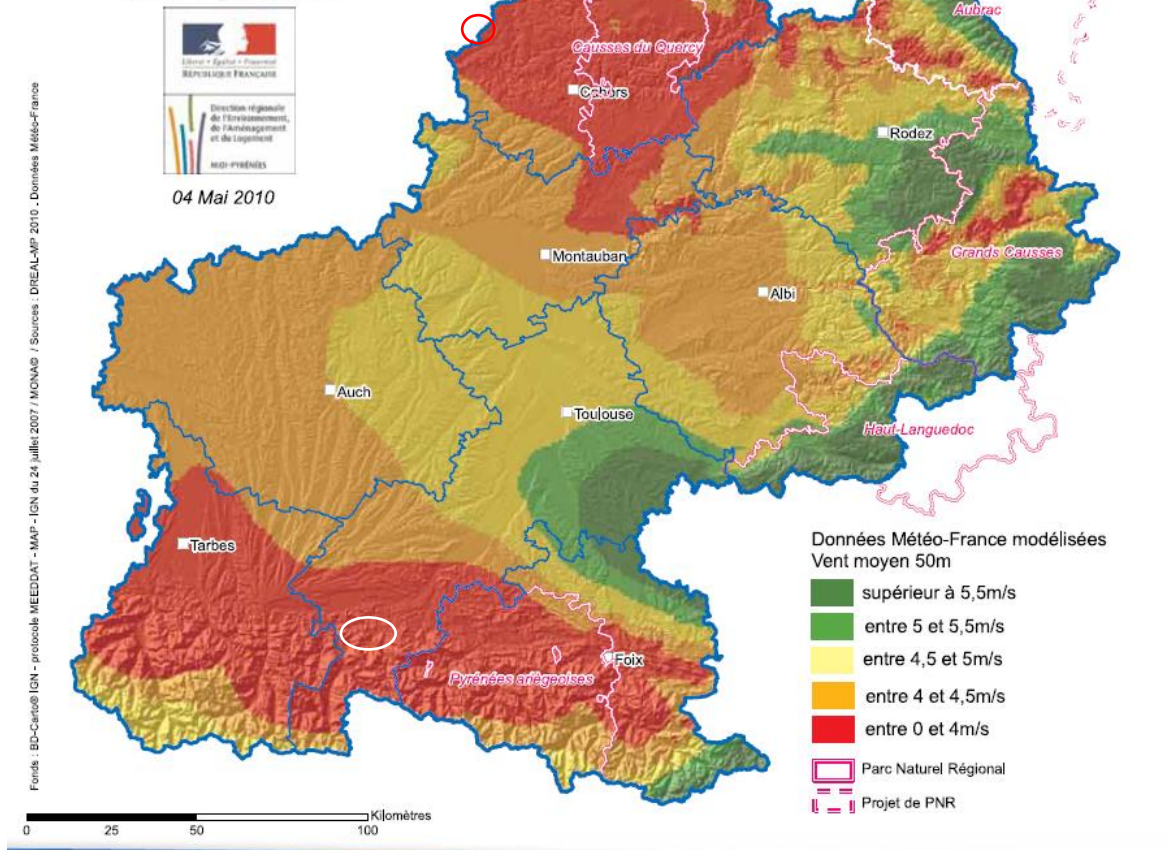 Aubrac
Causses du Quercy
Liberté • Égalité • Fraternité
RÉPUBLIQUE FRANÇAISE
Cahors
Direction régionale
de l'Environnement,
de l'Aménagement
et du Logement
MIDI-PYRÉNÉES
Rodez
04 Mai 2010
Grands Causses
Montauban
Albi
Auch
Toulouse
Haut-Languedoc
Tarbes
Foix
Pyrénées ariégeoises
Données Météo-France modélisées
Vent moyen 50m
supérieur à 5,5m/s
entre 5 et 5,5m/s
entre 4,5 et 5m/s
entre 4 et 4,5m/s
entre 0 et 4m/s
Parc Naturel Régional
Projet de PNR
Kilomètres
0 25 50 100
Fonds : BD-Carto® IGN - protocole MEEDDAT - MAP - IGN du 24 juillet 2007 / MONA© / Sources : DREAL-MP 2010 - Données Météo-France